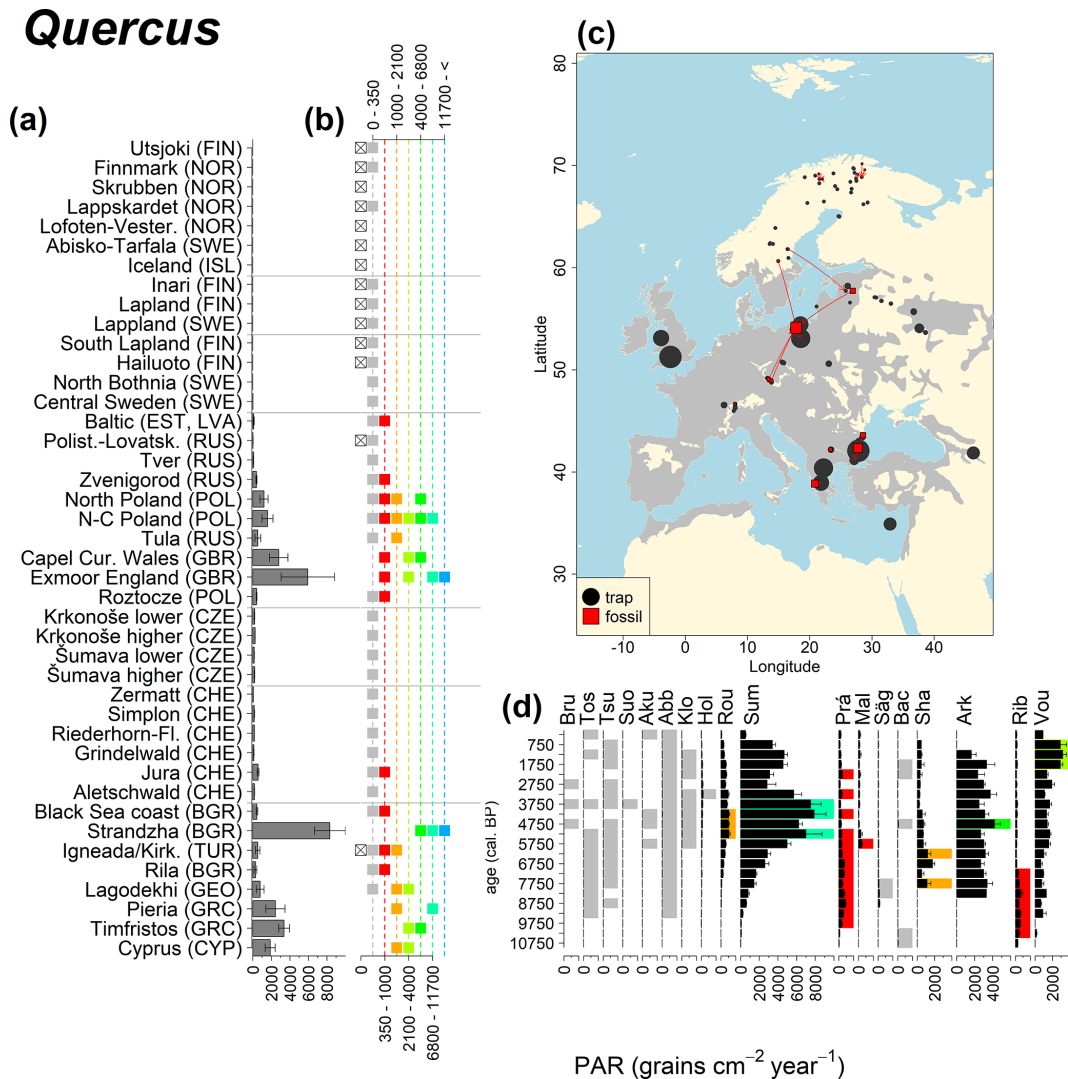 Quercus
(a)
(b)
0 - 350
1000 - 2100
4000 - 6800
11700 - <
Utsjoki (FIN)
Finnmark (NOR)
Skrubben (NOR)
Lappskardet (NOR)
Lofoten-Vester. (NOR)
Abisko-Tarfala (SWE)
Iceland (ISL)
Inari (FIN)
Lapland (FIN)
Lappland (SWE)
South Lapland (FIN)
Hailuoto (FIN)
North Bothnia (SWE)
Central Sweden (SWE)
Baltic (EST, LVA)
Polist.-Lovatsk. (RUS)
Tver (RUS)
Zvenigorod (RUS)
North Poland (POL)
N-C Poland (POL)
Tula (RUS)
Capel Cur. Wales (GBR)
Exmoor England (GBR)
Roztocze (POL)
Krkonoše lower (CZE)
Krkonoše higher (CZE)
Šumava lower (CZE)
Šumava higher (CZE)
Zermatt (CHE)
Simplon (CHE)
Riederhorn-Fl. (CHE)
Grindelwald (CHE)
Jura (CHE)
Aletschwald (CHE)
Black Sea coast (BGR)
Strandzha (BGR)
Igneada/Kirk. (TUR)
Rila (BGR)
Lagodekhi (GEO)
Pieria (GRC)
Timfristos (GRC)
Cyprus (CYP)
0 2000 4000 6000 8000
0
350 - 1000
2100 - 4000
6800 - 11700
(c)
Latitude
80
70
60
50
40
30
trap
fossil
-10 0 10 20 30 40
Longitude
(d)
Bru Tos Tsu Suo Aku Abb Klo Hol Rou Sum Prá Mal Säg Bac Sha Ark Rib Vou
age (cal. BP)
750
1750
2750
3750
4750
5750
6750
7750
8750
9750
10750
0 0 0 0 0 0 0 0 0 0 2000 4000 6000 8000 0 0 0 0 0 2000 0 2000 4000 0 0 2000
PAR (grains cm⁻² year⁻¹)